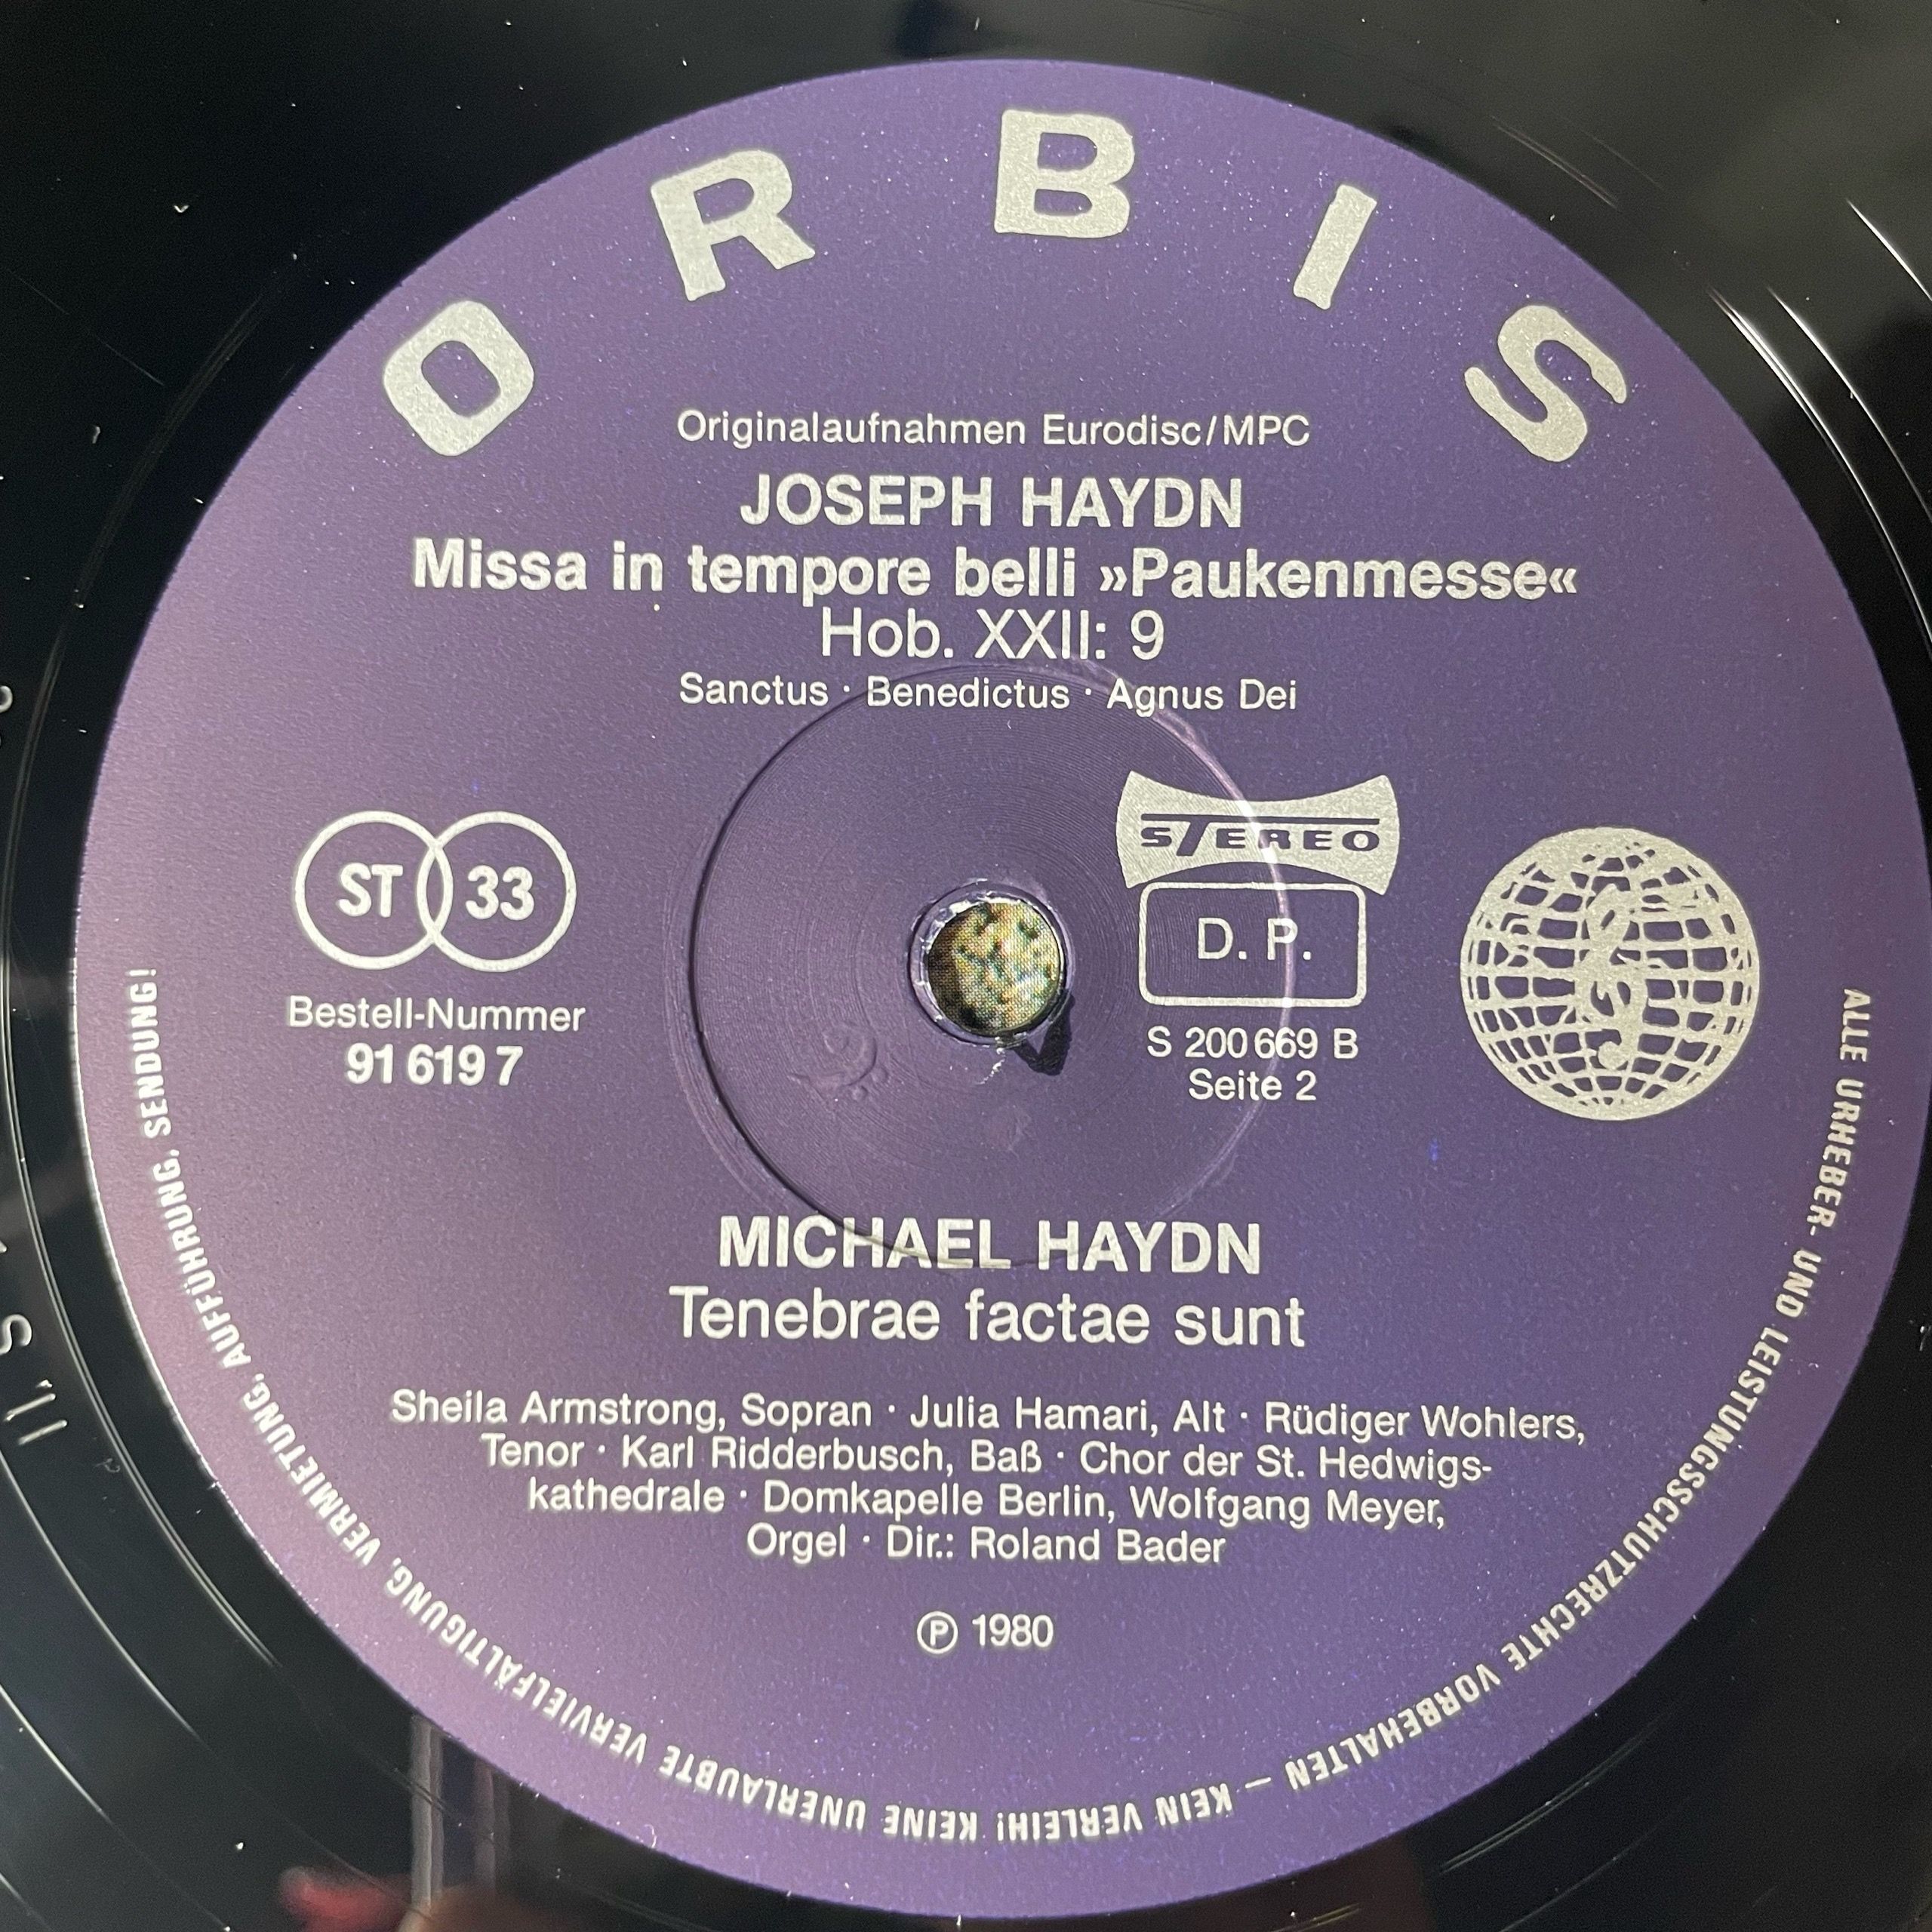 ORBIS
Originalaufnahmen Eurodisc/MPC
JOSEPH HAYDN
Missa in tempore belli »Paukenmesse«
Hob. XXII: 9
Sanctus · Benedictus · Agnus Dei
ST 33
Bestell-Nummer
91 619 7
STEREO
D. P.
S 200 669 B
Seite 2
MICHAEL HAYDN
Tenebrae factae sunt
Sheila Armstrong, Sopran · Julia Hamari, Alt · Rüdiger Wohlers,
Tenor · Karl Ridderbusch, Baß · Chor der St. Hedwigs-
kathedrale · Domkapelle Berlin, Wolfgang Meyer,
Orgel · Dir.: Roland Bader
℗ 1980
ALLE URHEBER- UND LEISTUNGSSCHUTZRECHTE VORBEHALTEN – KEIN VERLEIH! KEINE UNERLAUBTE VERVIELFÄLTIGUNG, VERMIETUNG, AUFFÜHRUNG, SENDUNG!